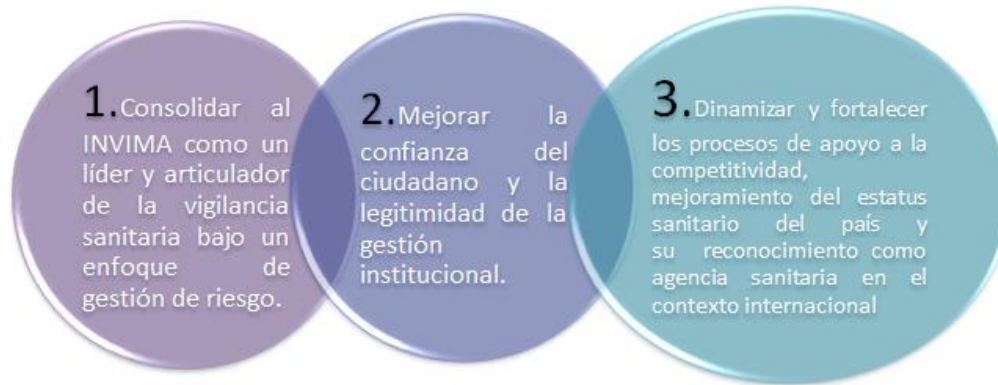 1.Consolidar al
INVIMA como un
líder y articulador
de la vigilancia
sanitaria bajo un
enfoque de
gestión de riesgo.
2.Mejorar la
confianza del
ciudadano y la
legitimidad de la
gestión
institucional.
3.Dinamizar y fortalecer
los procesos de apoyo a la
competitividad,
mejoramiento del estatus
sanitario del país y
su reconocimiento como
agencia sanitaria en el
contexto internacional